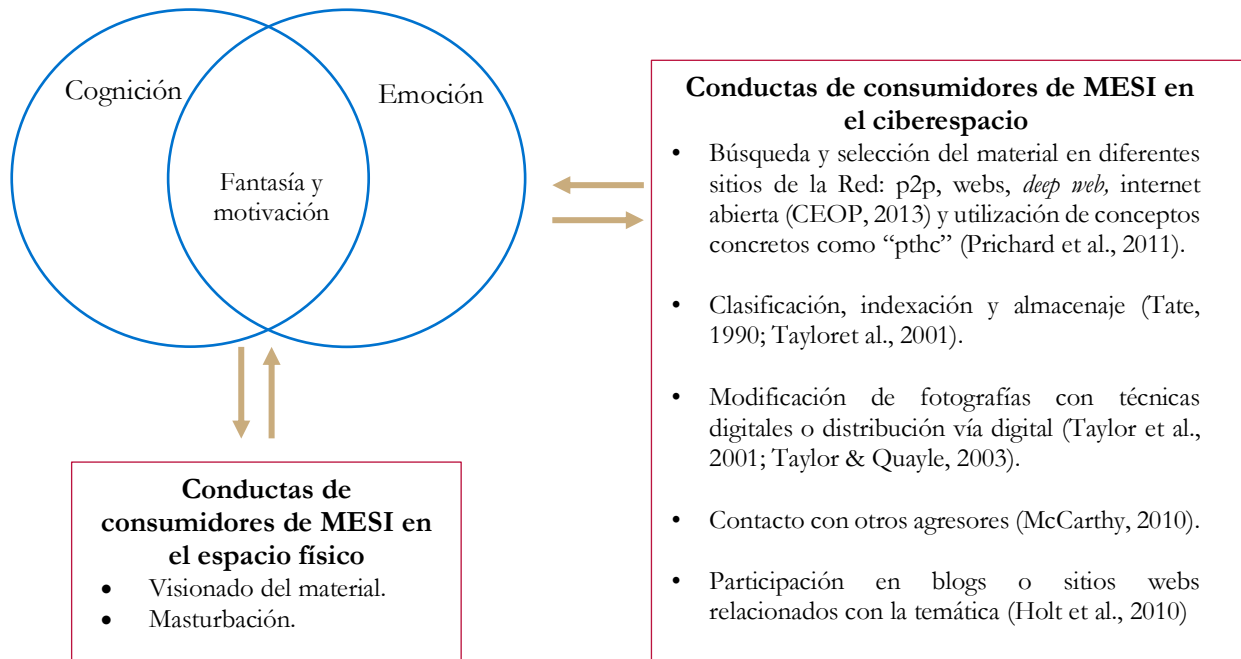 Cognición
Emoción
Fantasía y
motivación
Conductas de
consumidores de MESI en
el espacio físico
• Visionado del material.
• Masturbación.
Conductas de consumidores de MESI en
el ciberespacio
• Búsqueda y selección del material en diferentes
sitios de la Red: p2p, webs, deep web, internet
abierta (CEOP, 2013) y utilización de conceptos
concretos como “pthc” (Prichard et al., 2011).
• Clasificación, indexación y almacenaje (Tate,
1990; Tayloret al., 2001).
• Modificación de fotografías con técnicas
digitales o distribución vía digital (Taylor et al.,
2001; Taylor & Quayle, 2003).
• Contacto con otros agresores (McCarthy, 2010).
• Participación en blogs o sitios webs
relacionados con la temática (Holt et al., 2010)